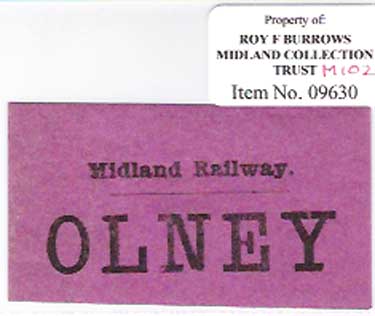 Property of:
ROY F BURROWS
MIDLAND COLLECTION
TRUST M102
Item No. 09630
Midland Railway.
OLNEY